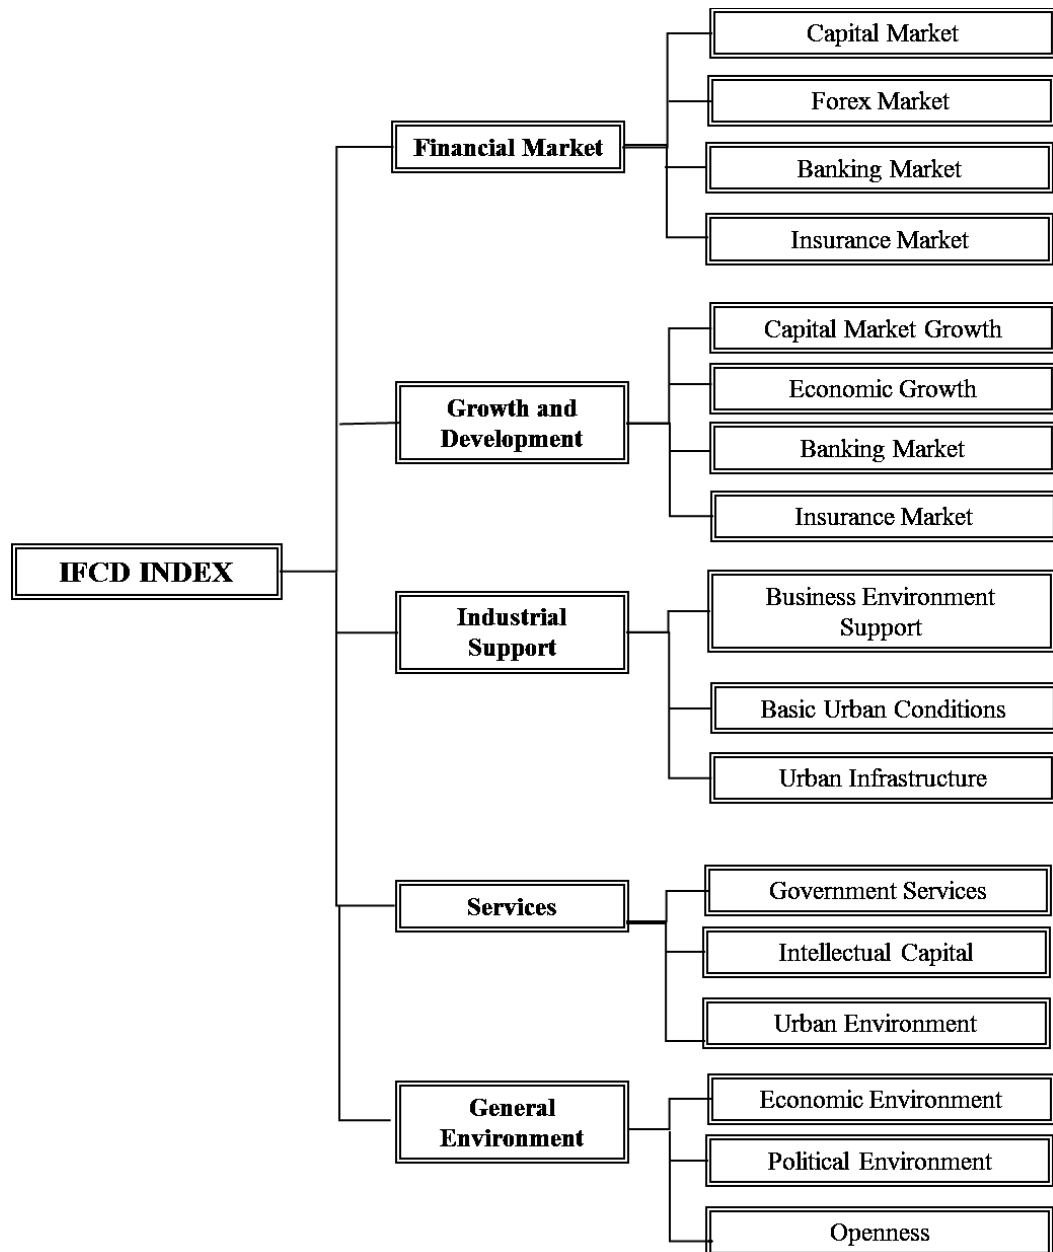 Capital Market
Forex Market
Financial Market
Banking Market
Insurance Market
Capital Market Growth
Economic Growth
Growth and
Development
Banking Market
Insurance Market
IFCD INDEX
Business Environment
Support
Industrial
Support
Basic Urban Conditions
Urban Infrastructure
Government Services
Services
Intellectual Capital
Urban Environment
Economic Environment
General
Environment
Political Environment
Openness